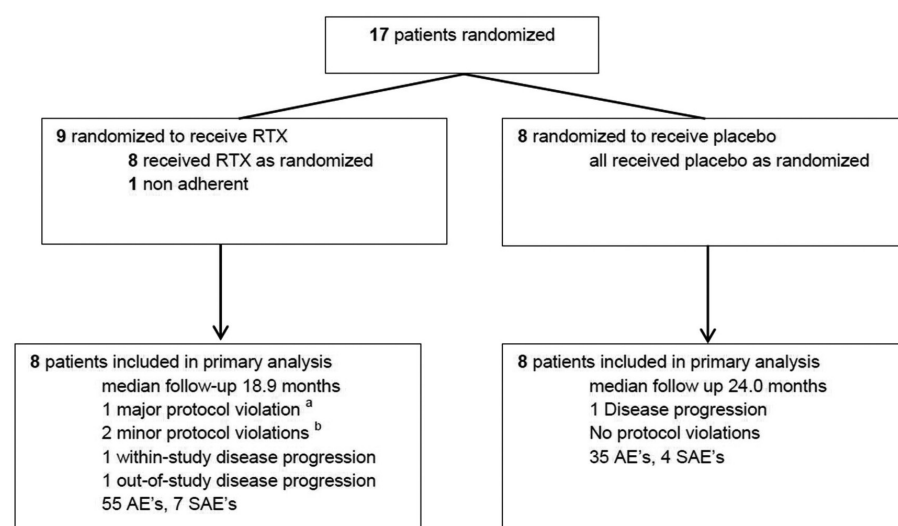 17 patients randomized
9 randomized to receive RTX
8 received RTX as randomized
1 non adherent
8 randomized to receive placebo
all received placebo as randomized
8 patients included in primary analysis
median follow-up 18.9 months
1 major protocol violation a
2 minor protocol violations b
1 within-study disease progression
1 out-of-study disease progression
55 AE's, 7 SAE's
8 patients included in primary analysis
median follow up 24.0 months
1 Disease progression
No protocol violations
35 AE's, 4 SAE's